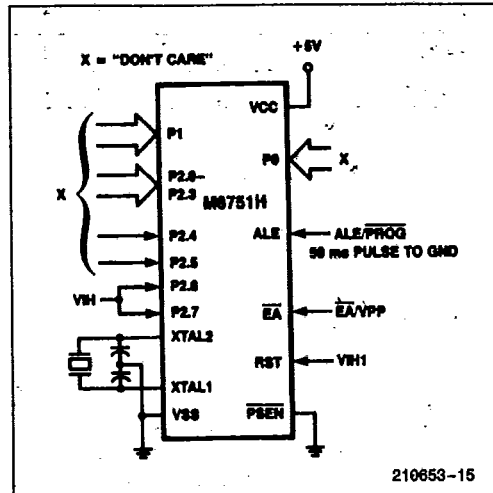 +5V
X = "DON'T CARE"
VCC
P1
P0
X
P2.0–
P2.3
X
M8751H
P2.4
ALE
ALE/PROG
50 ms PULSE TO GND
P2.5
P2.6
VIH
P2.7
EA
EA/VPP
XTAL2
RST
VIH1
XTAL1
VSS
PSEN
210653-15